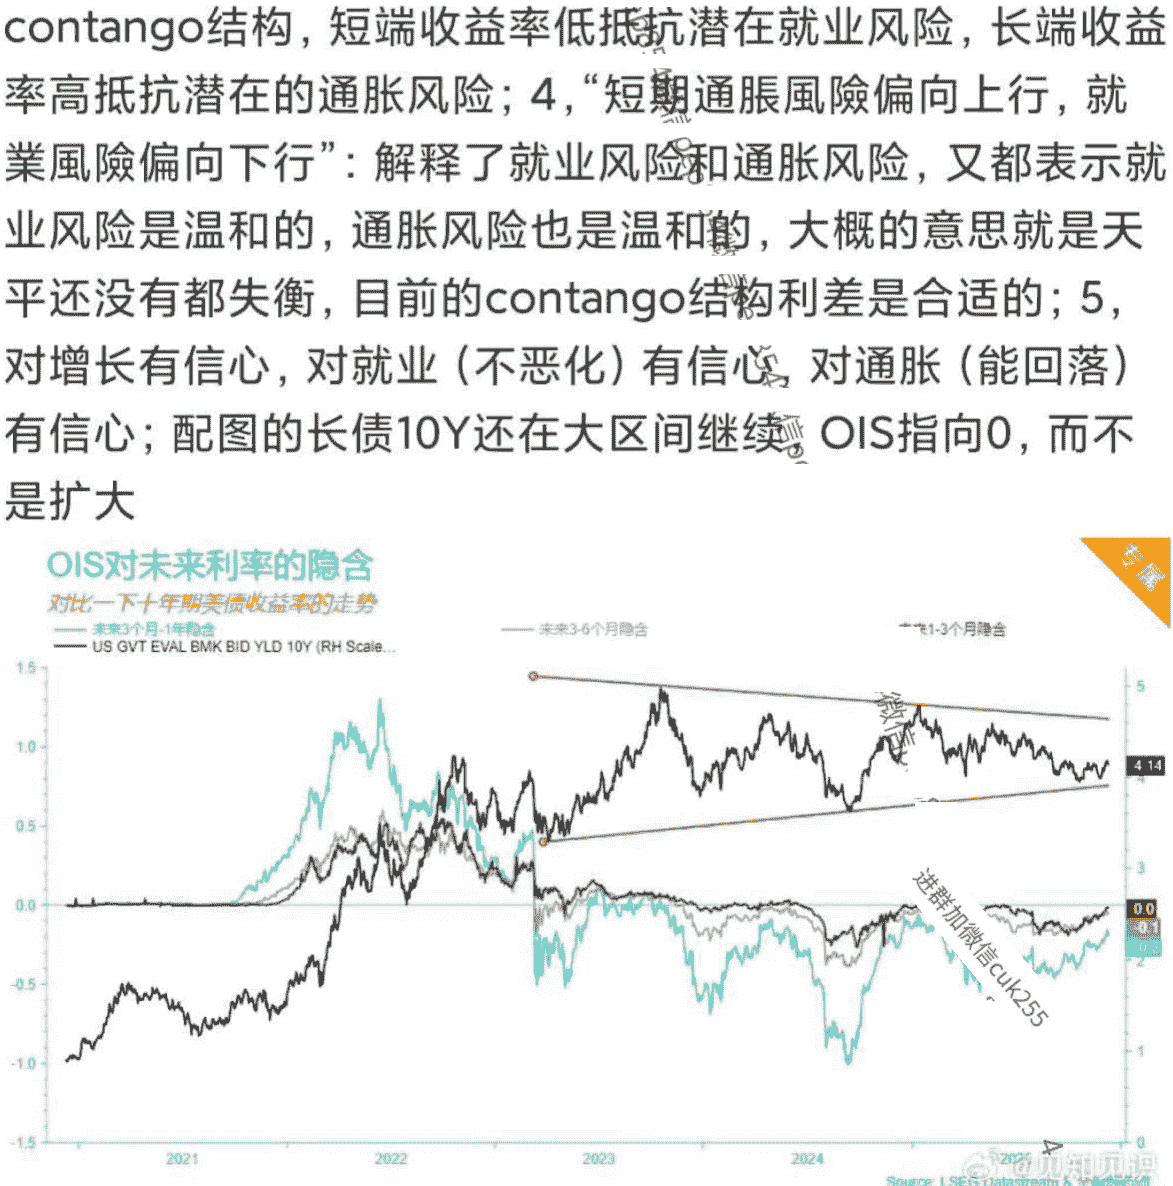 contango结构，短端收益率低抵抗潜在就业风险，长端收益
率高抵抗潜在的通胀风险；4，“短期通脹風險偏向上行，就
業風險偏向下行”：解释了就业风险和通胀风险，又都表示就
业风险是温和的，通胀风险也是温和的，大概的意思就是天
平还没有都失衡，目前的contango结构利差是合适的；5，
对增长有信心，对就业（不恶化）有信心，对通胀（能回落）
有信心；配图的长债10Y还在大区间继续，OIS指向0，而不
是扩大
OIS对未来利率的隐含
专属
对比一下十年期美债收益率的走势
未来3个月-1年隐含 未来3-6个月隐含 未来1-3个月隐含
US GVT EVAL BMK BID YLD 10Y (RH Scale...
1.5
5
1.0
4.14
4
0.5
3
0.0
0.0
-0.1
2
-0.5
-1.0
1
-1.5
0
2021 2022 2023 2024
微信
进群加微信cuk255
@见知见识
Source: LSEG Datastream &